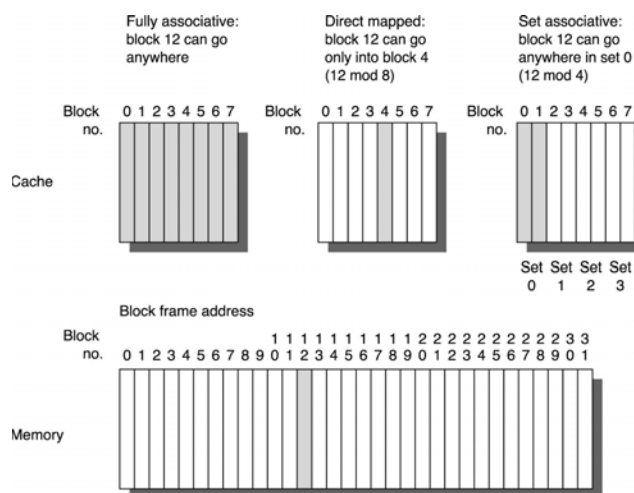 Fully associative:
block 12 can go
anywhere
Direct mapped:
block 12 can go
only into block 4
(12 mod 8)
Set associative:
block 12 can go
anywhere in set 0
(12 mod 4)
Block
no.
0 1 2 3 4 5 6 7
Block
no.
0 1 2 3 4 5 6 7
Block
no.
0 1 2 3 4 5 6 7
Cache
Set Set Set Set
0 1 2 3
Block frame address
Block
no.
1 1 1 1 1 1 1 1 1 1 2 2 2 2 2 2 2 2 2 2 3 3
0 1 2 3 4 5 6 7 8 9 0 1 2 3 4 5 6 7 8 9 0 1 2 3 4 5 6 7 8 9 0 1
Memory